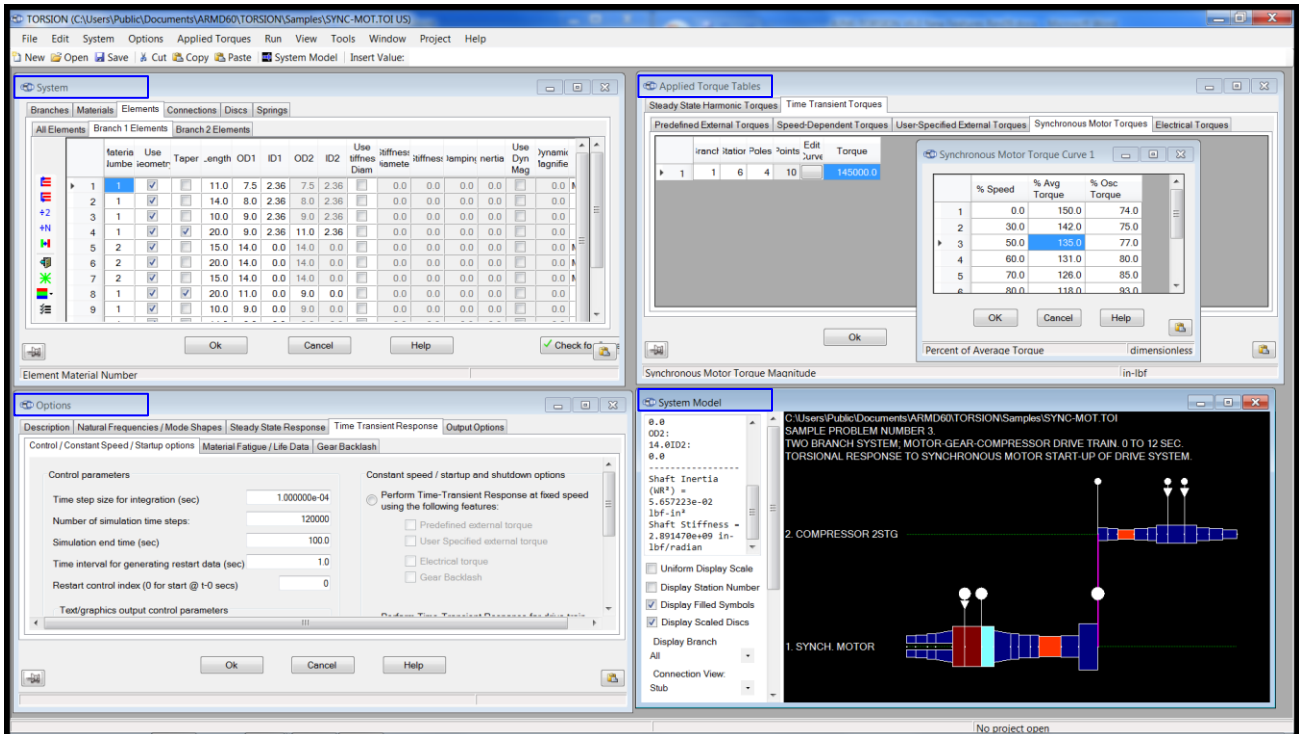 TORSION (C:\Users\Public\Documents\ARMD60\TORSION\Samples\SYNC-MOT.TOI US)
File Edit System Options Applied Torques Run View Tools Window Project Help
New Open Save Cut Copy Paste System Model Insert Value:
System
Branches Materials Elements Connections Discs Springs
All Elements Branch 1 Elements Branch 2 Elements
Use Use
Use Taper OD1 ID1 OD2 ID2 Dyn
Diam Mag
1 1 11.0 7.5 2.36 7.5 2.36 0.0 0.0 0.0 0.0 0.0
2 1 14.0 8.0 2.36 8.0 2.36 0.0 0.0 0.0 0.0 0.0
÷2 3 1 10.0 9.0 2.36 9.0 2.36 0.0 0.0 0.0 0.0 0.0
÷N 4 1 20.0 9.0 2.36 11.0 2.36 0.0 0.0 0.0 0.0 0.0
5 2 15.0 14.0 0.0 14.0 0.0 0.0 0.0 0.0 0.0 0.0
6 2 20.0 14.0 0.0 14.0 0.0 0.0 0.0 0.0 0.0 0.0
7 2 15.0 14.0 0.0 14.0 0.0 0.0 0.0 0.0 0.0 0.0
8 1 20.0 11.0 0.0 9.0 0.0 0.0 0.0 0.0 0.0 0.0
9 1 10.0 9.0 0.0 9.0 0.0 0.0 0.0 0.0 0.0 0.0
Ok Cancel Help Check fo
Element Material Number
Applied Torque Tables
Steady State Harmonic Torques Time Transient Torques
Predefined External Torques Speed-Dependent Torques User-Specified External Torques Synchronous Motor Torques Electrical Torques
Poles Edit Torque
1 1 6 4 10 145000.0
Synchronous Motor Torque Curve 1
% Speed % Avg Torque % Osc Torque
1 0.0 150.0 74.0
2 30.0 142.0 75.0
3 50.0 135.0 77.0
4 60.0 131.0 80.0
5 70.0 126.0 85.0
6 80.0 118.0 93.0
OK Cancel Help
Percent of Average Torque dimensionless
Ok
Synchronous Motor Torque Magnitude in-lbf
Options
Description Natural Frequencies / Mode Shapes Steady State Response Time Transient Response Output Options
Control / Constant Speed / Startup options Material Fatigue / Life Data Gear Backlash
Control parameters
Time step size for integration (sec) 1.000000e-04
Number of simulation time steps: 120000
Simulation end time (sec) 100.0
Time interval for generating restart data (sec) 1.0
Restart control index (0 for start @ t-0 secs) 0
Text/graphics output control parameters
Constant speed / startup and shutdown options
Perform Time-Transient Response at fixed speed
using the following features:
Predefined external torque
User Specified external torque
Electrical torque
Gear Backlash
Perform Time-Transient Response for drive train
Ok Cancel Help
System Model
0.0
OD2:
14.0ID2:
0.0
-----------------
Shaft Inertia
(WR²) =
5.657223e-02
lbf-in²
Shaft Stiffness =
2.891470e+09 in-
lbf/radian
Uniform Display Scale
Display Station Number
Display Filled Symbols
Display Scaled Discs
Display Branch
All
Connection View:
Stub
C:\Users\Public\Documents\ARMD60\TORSION\Samples\SYNC-MOT.TOI
SAMPLE PROBLEM NUMBER 3.
TWO BRANCH SYSTEM; MOTOR-GEAR-COMPRESSOR DRIVE TRAIN. 0 TO 12 SEC.
TORSIONAL RESPONSE TO SYNCHRONOUS MOTOR START-UP OF DRIVE SYSTEM.
2. COMPRESSOR 2STG
1. SYNCH. MOTOR
No project open